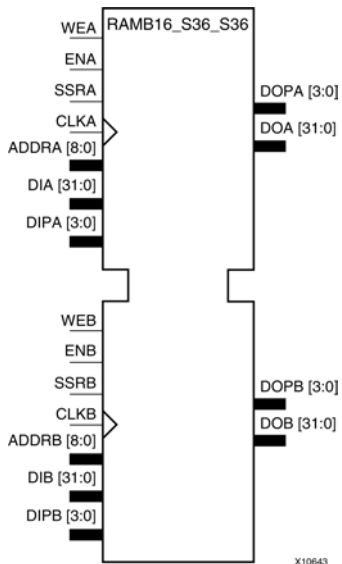 RAMB16_S36_S36
WEA
ENA
SSRA
CLKA
ADDRA [8:0]
DIA [31:0]
DIPA [3:0]
DOPA [3:0]
DOA [31:0]
WEB
ENB
SSRB
CLKB
ADDRB [8:0]
DIB [31:0]
DIPB [3:0]
DOPB [3:0]
DOB [31:0]
X10643